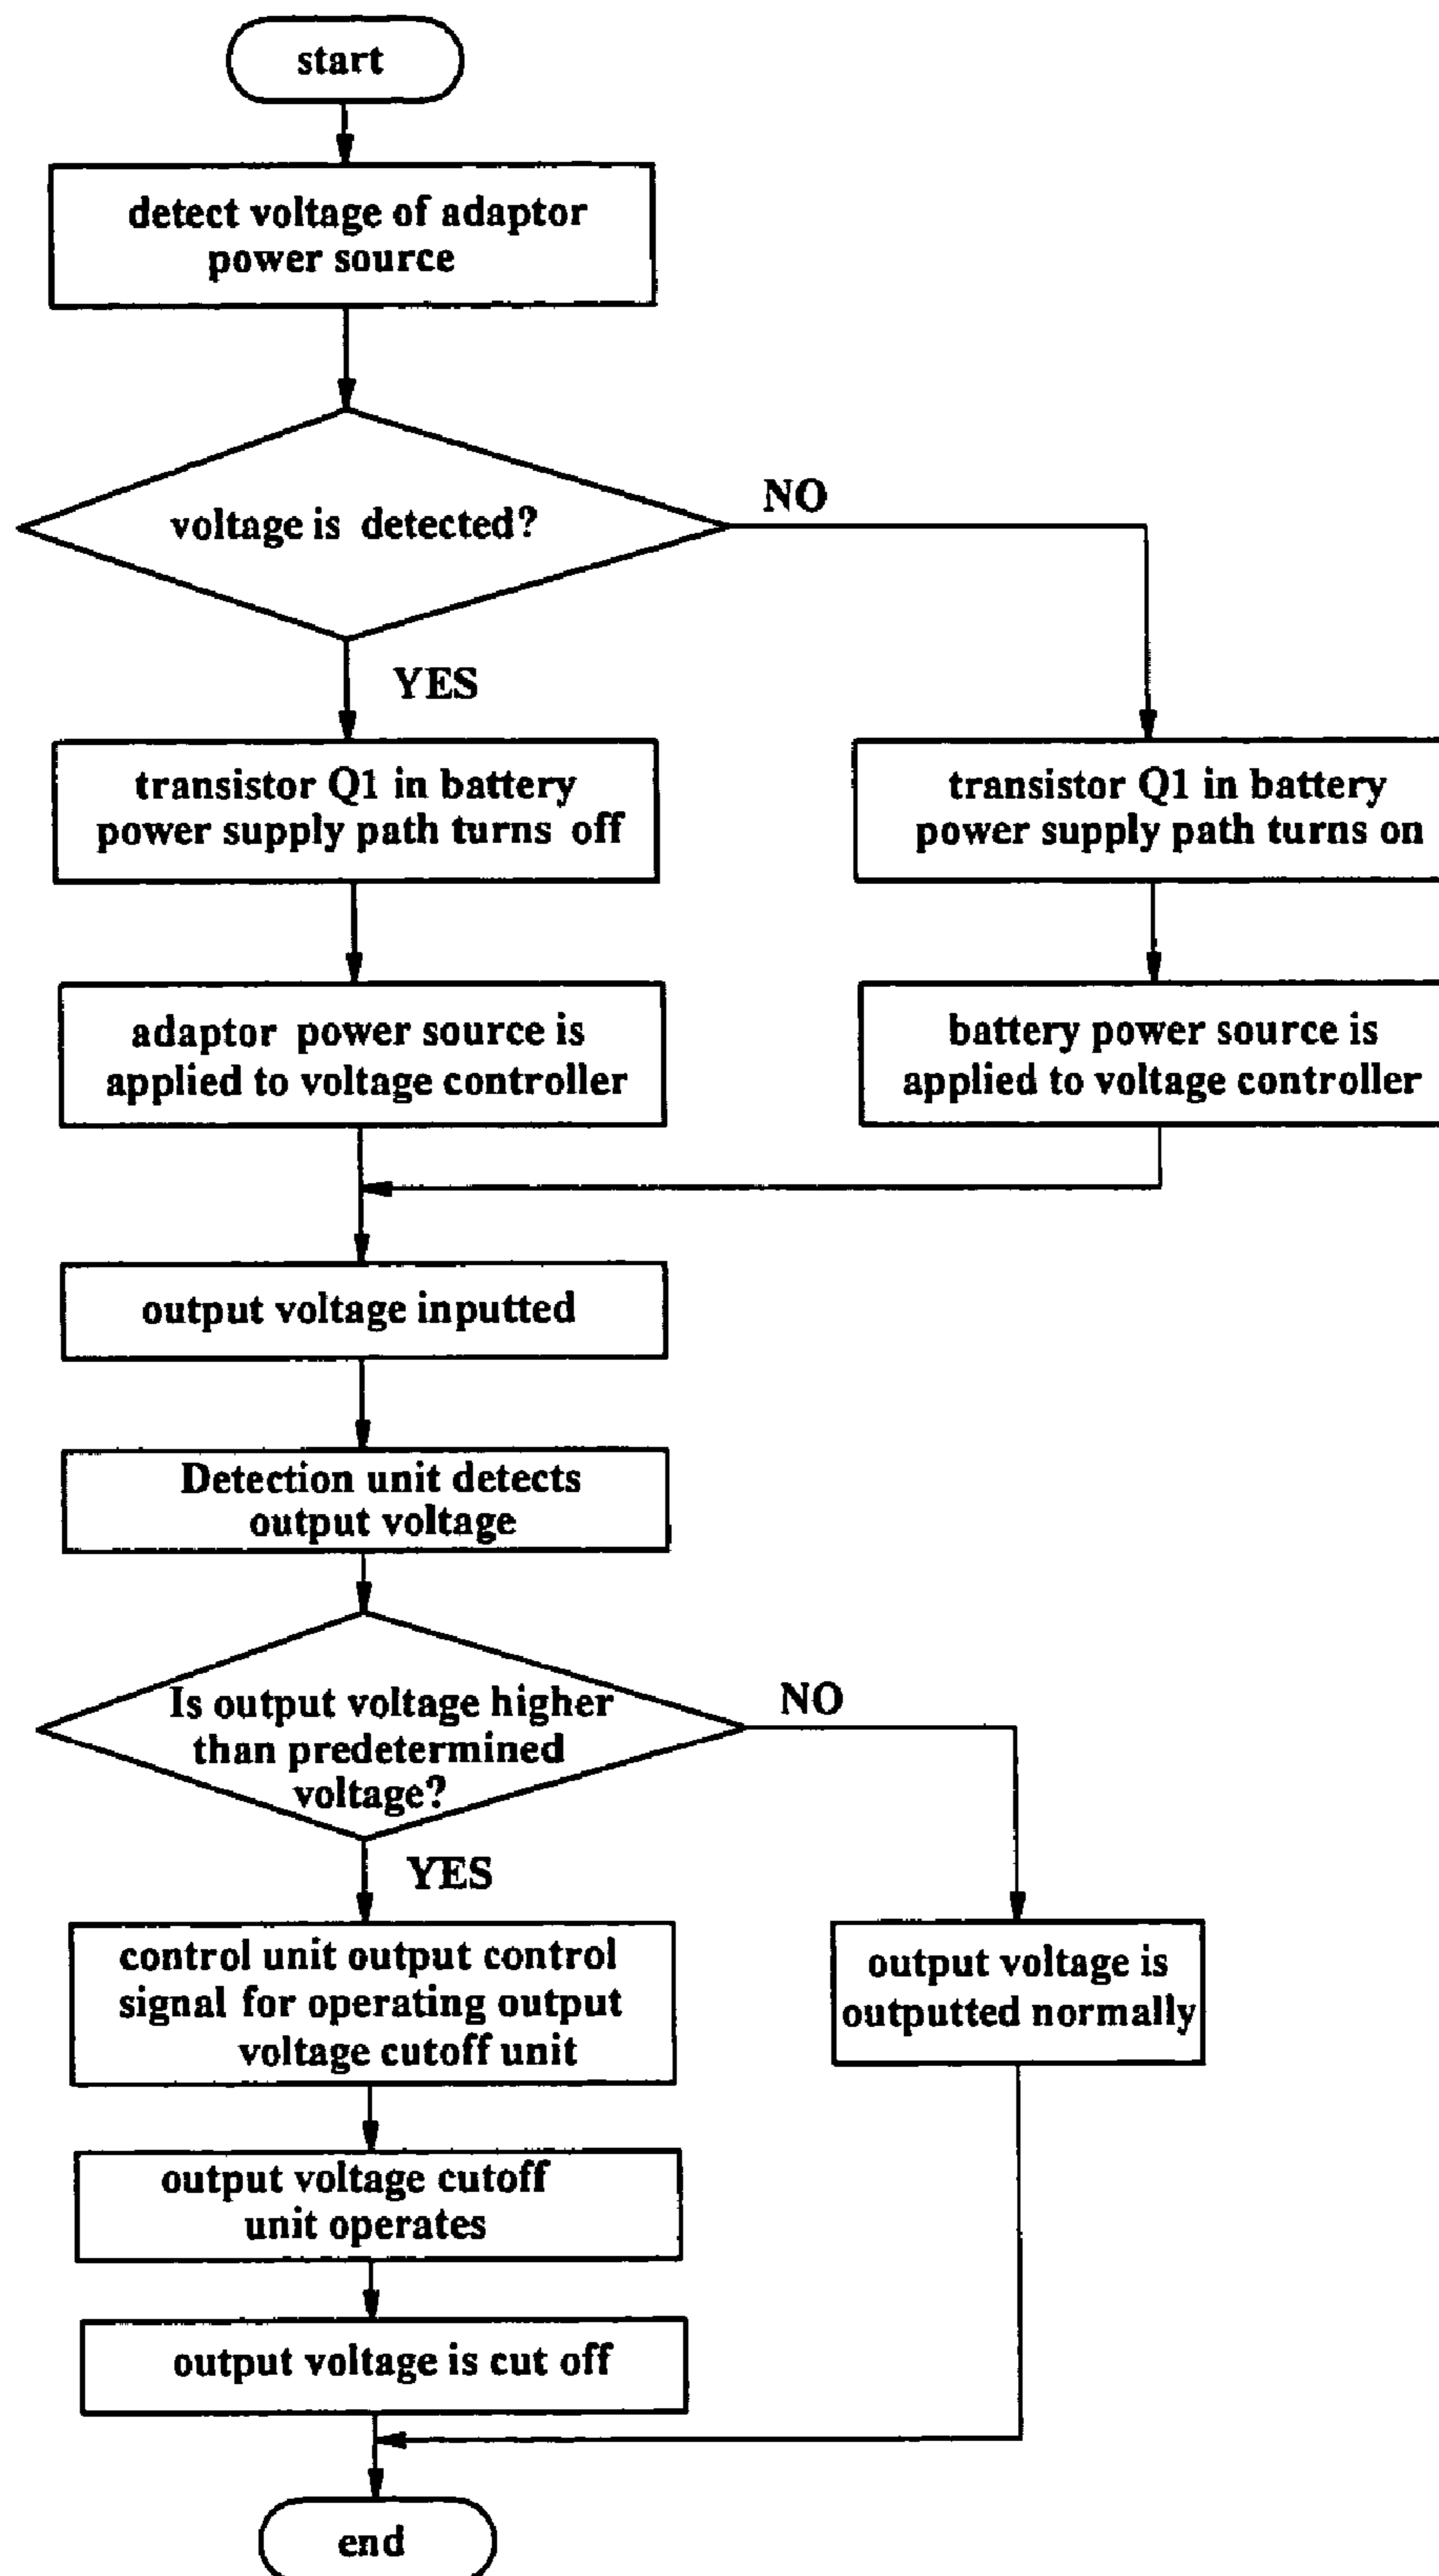 start
detect voltage of adaptor
power source
voltage is detected?
NO
YES
transistor Q1 in battery
power supply path turns off
transistor Q1 in battery
power supply path turns on
adaptor power source is
applied to voltage controller
battery power source is
applied to voltage controller
output voltage inputted
Detection unit detects
output voltage
Is output voltage higher
than predetermined
voltage?
NO
YES
control unit output control
signal for operating output
voltage cutoff unit
output voltage is
outputted normally
output voltage cutoff
unit operates
output voltage is cut off
end